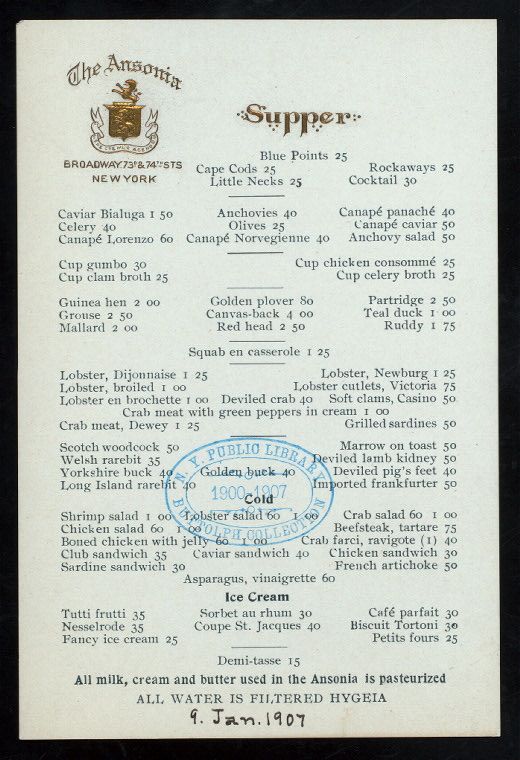 The Ansonia
BROADWAY, 73rd & 74th STS
NEW YORK
Supper
Blue Points 25
Cape Cods 25 Rockaways 25
Little Necks 25 Cocktail 30
Caviar Bialuga 1 50 Anchovies 40 Canapé panaché 40
Celery 40 Olives 25 Canapé caviar 50
Canapé Lorenzo 60 Canapé Norvegienne 40 Anchovy salad 50
Cup gumbo 30 Cup chicken consommé 25
Cup clam broth 25 Cup celery broth 25
Guinea hen 2 00 Golden plover 80 Partridge 2 50
Grouse 2 50 Canvas-back 4 00 Teal duck 1 00
Mallard 2 00 Red head 2 50 Ruddy 1 75
Squab en casserole 1 25
Lobster, Dijonnaise 1 25 Lobster, Newburg 1 25
Lobster, broiled 1 00 Lobster cutlets, Victoria 75
Lobster en brochette 1 00 Deviled crab 40 Soft clams, Casino 50
Crab meat with green peppers in cream 1 00
Crab meat, Dewey 1 25 Grilled sardines 50
Scotch woodcock 50 Marrow on toast 50
Welsh rarebit 35 Deviled lamb kidney 50
Yorkshire buck 40 Golden buck 40 Deviled pig's feet 40
Long Island rarebit 40 Imported frankfurter 50
Cold
Shrimp salad 1 00 Lobster salad 60 1 00 Crab salad 60 1 00
Chicken salad 60 1 00 Beefsteak, tartare 75
Boned chicken with jelly 60 1 00 Crab farci, ravigote (1) 40
Club sandwich 35 Caviar sandwich 40 Chicken sandwich 30
Sardine sandwich 30 French artichoke 50
Asparagus, vinaigrette 60
Ice Cream
Tutti frutti 35 Sorbet au rhum 30 Café parfait 30
Nesselrode 35 Coupe St. Jacques 40 Biscuit Tortoni 30
Fancy ice cream 25 Petits fours 25
Demi-tasse 15
All milk, cream and butter used in the Ansonia is pasteurized
ALL WATER IS FILTERED HYGEIA
9. Jan. 1907
N. Y. PUBLIC LIBRARY
1900-1907
BUTTOLPH COLLECTION